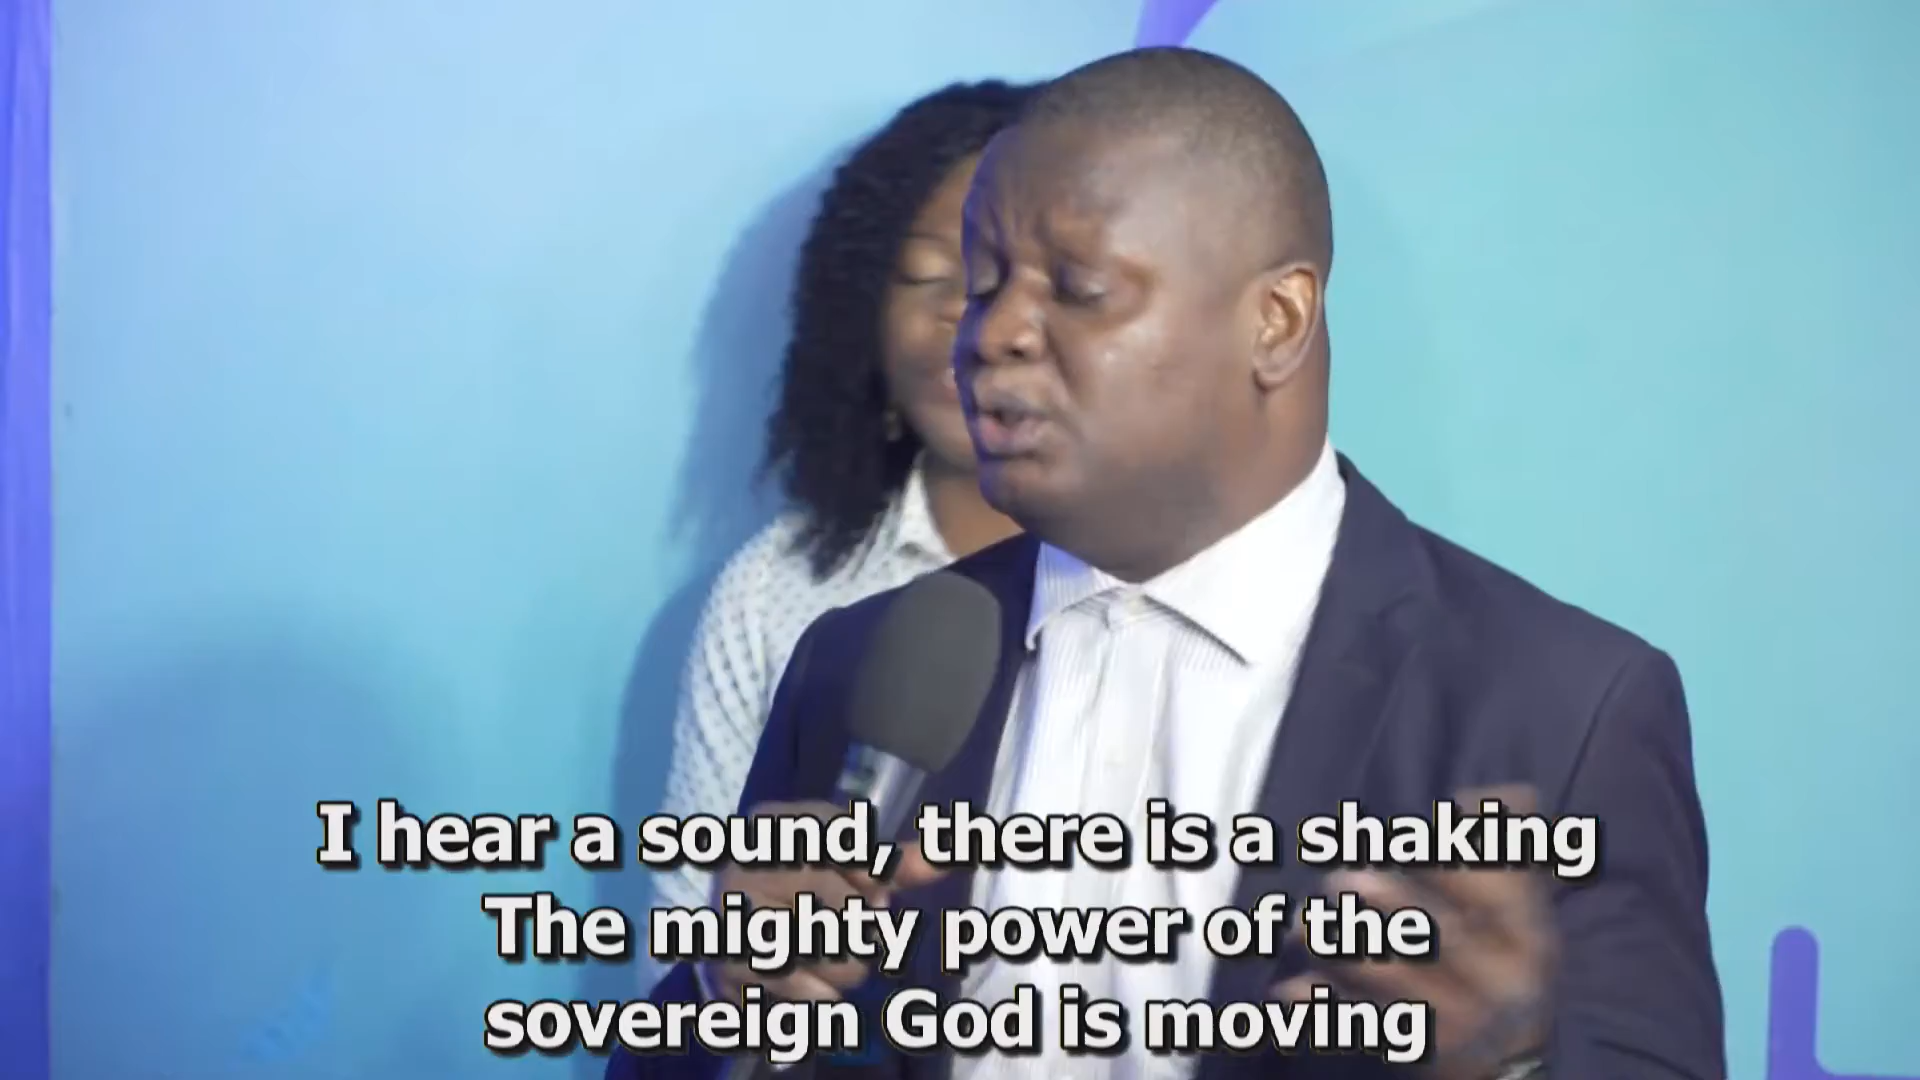 I hear a sound, there is a shaking
The mighty power of the
sovereign God is moving